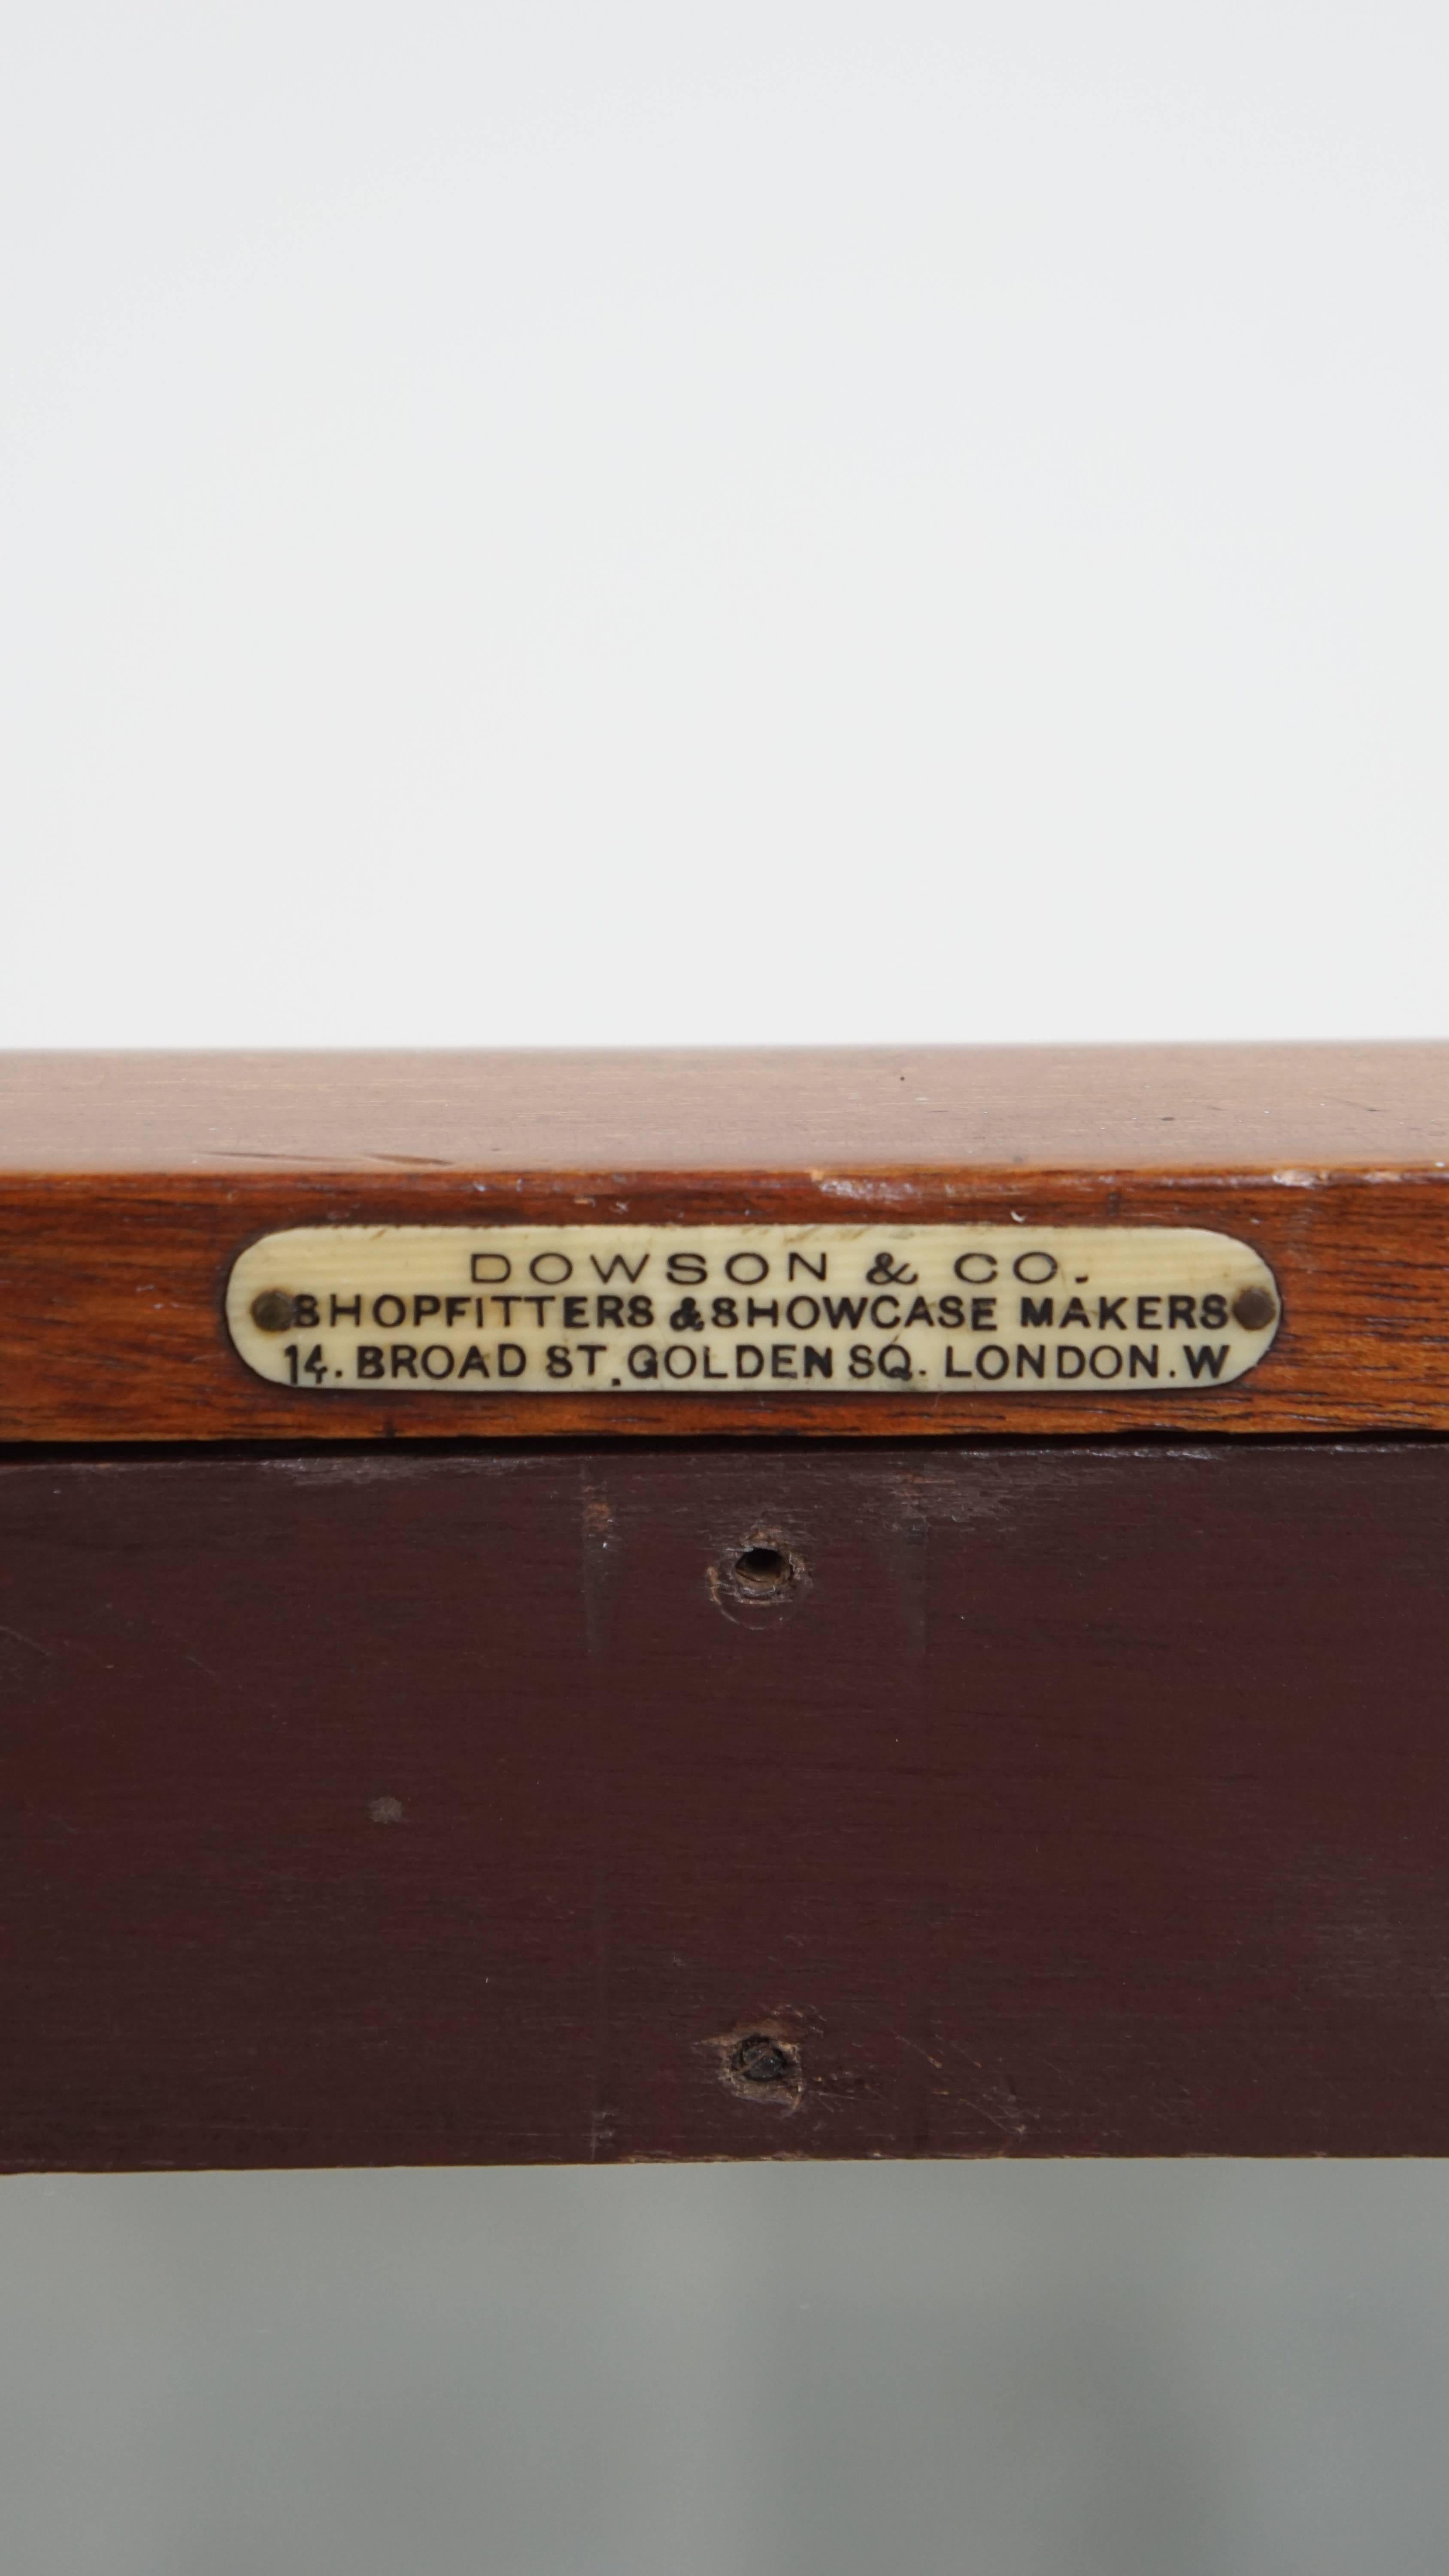 DOWSON & CO.
SHOPFITTERS & SHOWCASE MAKERS
14. BROAD ST. GOLDEN SQ. LONDON. W